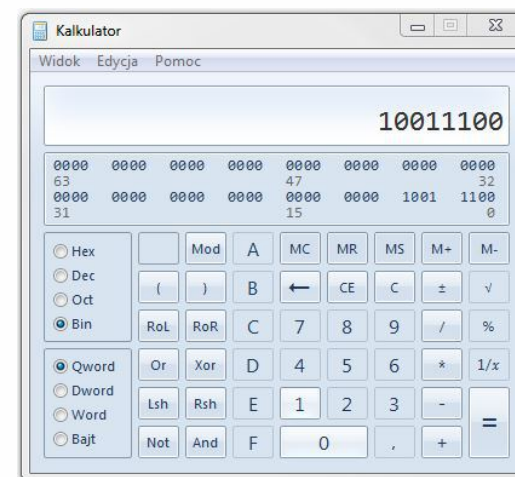 Kalkulator
Widok Edycja Pomoc
10011100
0000 0000 0000 0000 0000 0000 0000 0000
63 47 32
0000 0000 0000 0000 0000 0000 1001 1100
31 15 0
Hex Mod A MC MR MS M+ M-
Dec
Oct ( ) B ← CE C ± √
Bin RoL RoR C 7 8 9 / %
Qword Or Xor D 4 5 6 * 1/x
Dword
Word Lsh Rsh E 1 2 3 - =
Bajt Not And F 0 , +